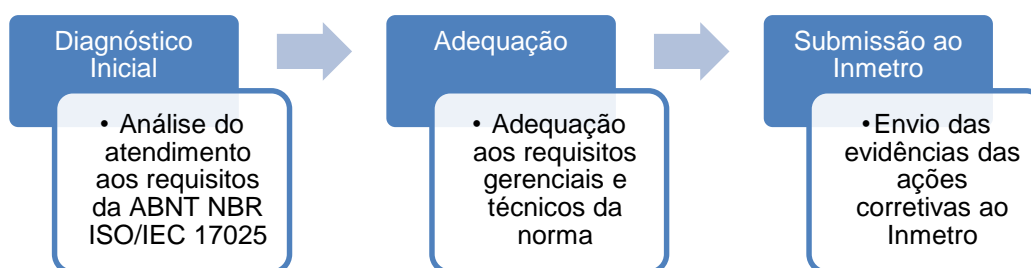 Diagnóstico
Inicial
• Análise do
atendimento
aos requisitos
da ABNT NBR
ISO/IEC 17025
Adequação
• Adequação
aos requisitos
gerenciais e
técnicos da
norma
Submissão ao
Inmetro
•Envio das
evidências das
ações
corretivas ao
Inmetro